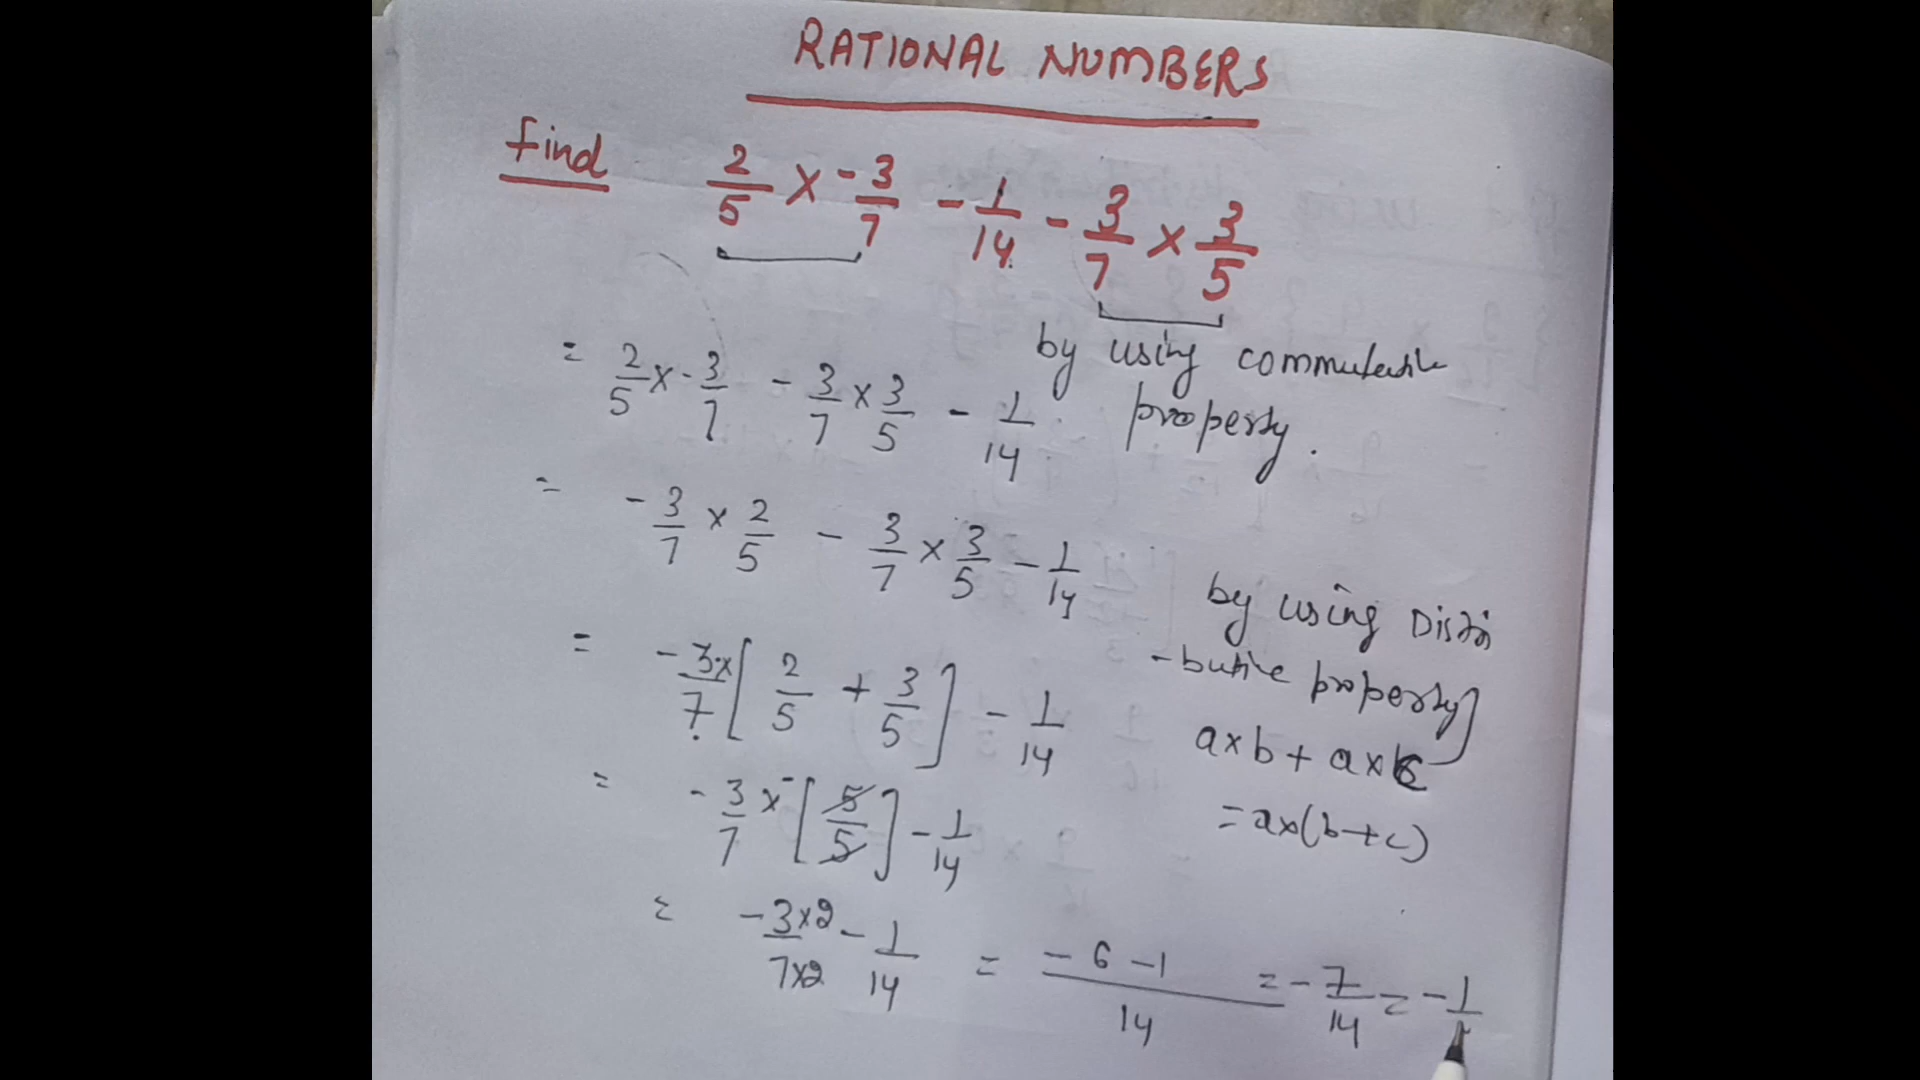 RATIONAL NUMBERS
find 2/5 × -3/7 - 1/14 - 3/7 × 3/5
= 2/5 × -3/7 - 3/7 × 3/5 - 1/14
by using commutative
property.
= -3/7 × 2/5 - 3/7 × 3/5 - 1/14
by using Distri
-butive property
= -3/7 × [2/5 + 3/5] - 1/14
a×b + a×c
= a×(b+c)
= -3/7 × [5/5] - 1/14
= -3×2/7×2 - 1/14 = -6-1/14 = -7/14 = -1/